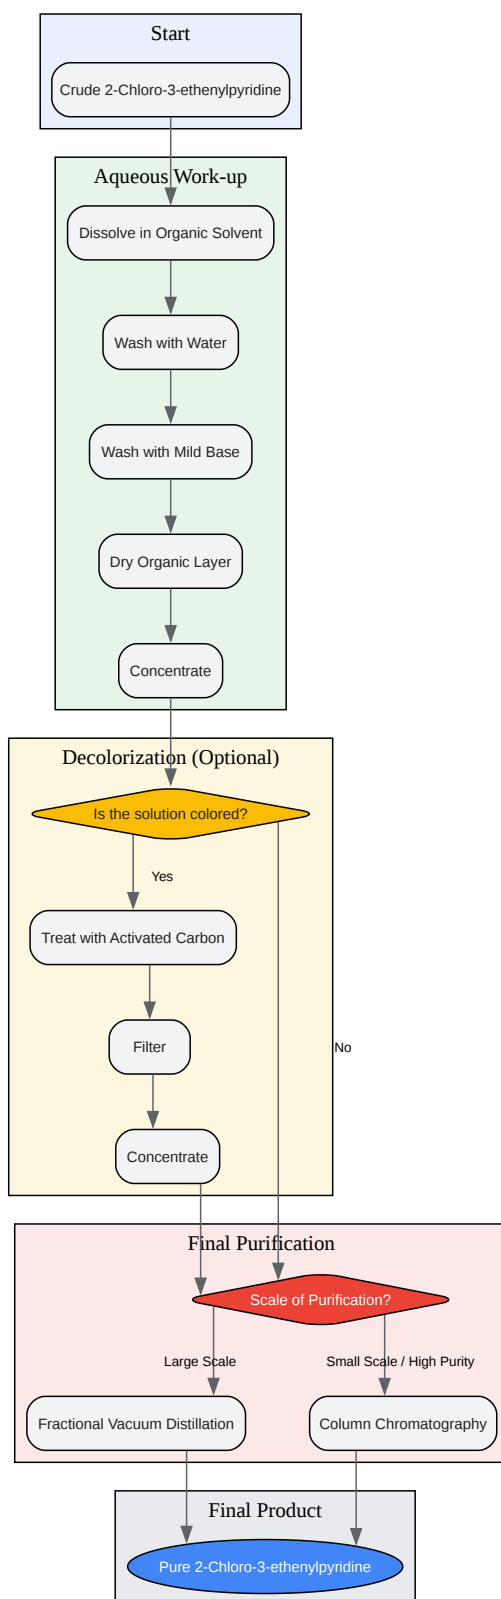 Start
Crude 2-Chloro-3-ethenylpyridine
Aqueous Work-up
Dissolve in Organic Solvent
Wash with Water
Wash with Mild Base
Dry Organic Layer
Concentrate
Decolorization (Optional)
Is the solution colored?
Yes
Treat with Activated Carbon
Filter
No
Concentrate
Final Purification
Scale of Purification?
Large Scale
Small Scale / High Purity
Fractional Vacuum Distillation
Column Chromatography
Final Product
Pure 2-Chloro-3-ethenylpyridine